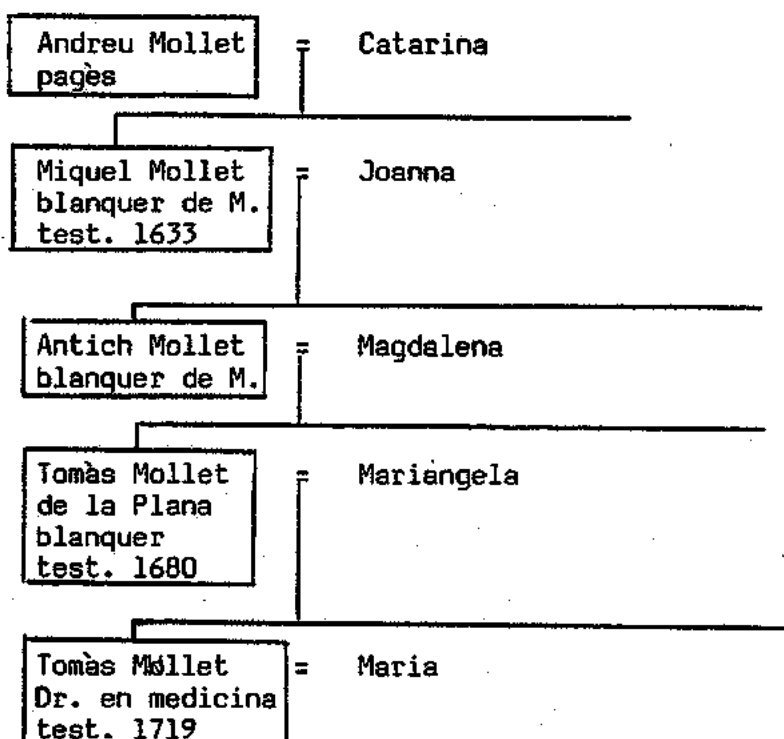 Andreu Mollet = Catarina
pagès
Miquel Mollet = Joanna
blanquer de M.
test. 1633
Antich Mollet = Magdalena
blanquer de M.
Tomàs Mollet = Mariàngela
de la Plana
blanquer
test. 1680
Tomàs Mollet = Maria
Dr. en medicina
test. 1719